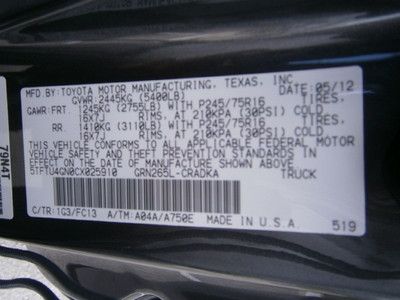 MFD BY: TOYOTA MOTOR MANUFACTURING, TEXAS, INC
GVWR: 2445KG (5400LB) 05/12
GAWR: FRT. 1245KG (2755LB) WITH P245/75R16 TIRES,
16X7J RIMS, AT 210KPA (30PSI) COLD
RR. 1410KG (3110LB) WITH P245/75R16 TIRES,
16X7J RIMS, AT 210KPA (30PSI) COLD
THIS VEHICLE CONFORMS TO ALL APPLICABLE FEDERAL MOTOR
VEHICLE SAFETY AND THEFT PREVENTION STANDARDS IN
EFFECT ON THE DATE OF MANUFACTURE SHOWN ABOVE.
5TFTU4GN0CX025910 GRN265L-CRADKA TRUCK
C/TR: 1G3/FC13 A/TM: A04A/A750E MADE IN U.S.A. 519
79N4T